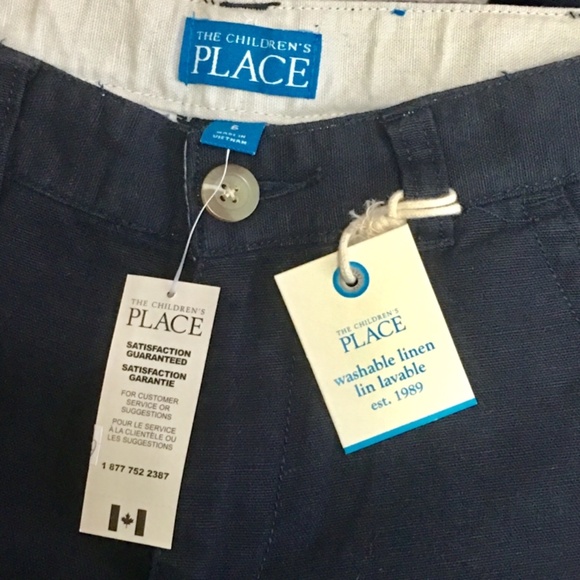 THE CHILDREN'S
PLACE
6
MADE IN
VIETNAM
THE CHILDREN'S
PLACE
SATISFACTION
GUARANTEED
SATISFACTION
GARANTIE
FOR CUSTOMER
SERVICE OR
SUGGESTIONS
POUR LE SERVICE
À LA CLIENTÈLE OU
LES SUGGESTIONS
1 877 752 2387
THE CHILDREN'S
PLACE
washable linen
lin lavable
est. 1989